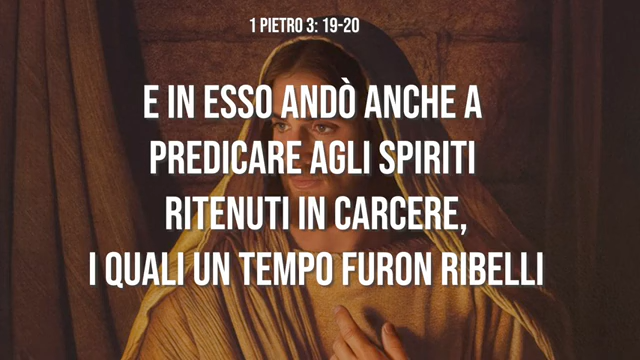 1 PIETRO 3: 19-20
E IN ESSO ANDÒ ANCHE A
PREDICARE AGLI SPIRITI
RITENUTI IN CARCERE,
I QUALI UN TEMPO FURON RIBELLI